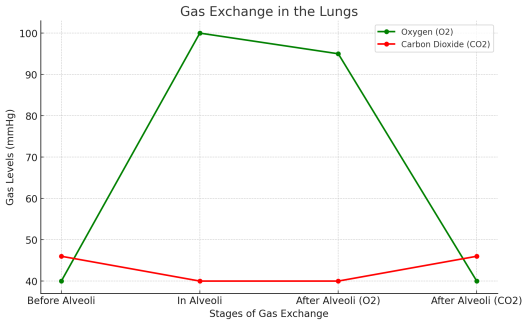 Gas Exchange in the Lungs
Oxygen (O2)
Carbon Dioxide (CO2)
Gas Levels (mmHg)
100
90
80
70
60
50
40
Before Alveoli
In Alveoli
After Alveoli (O2)
After Alveoli (CO2)
Stages of Gas Exchange